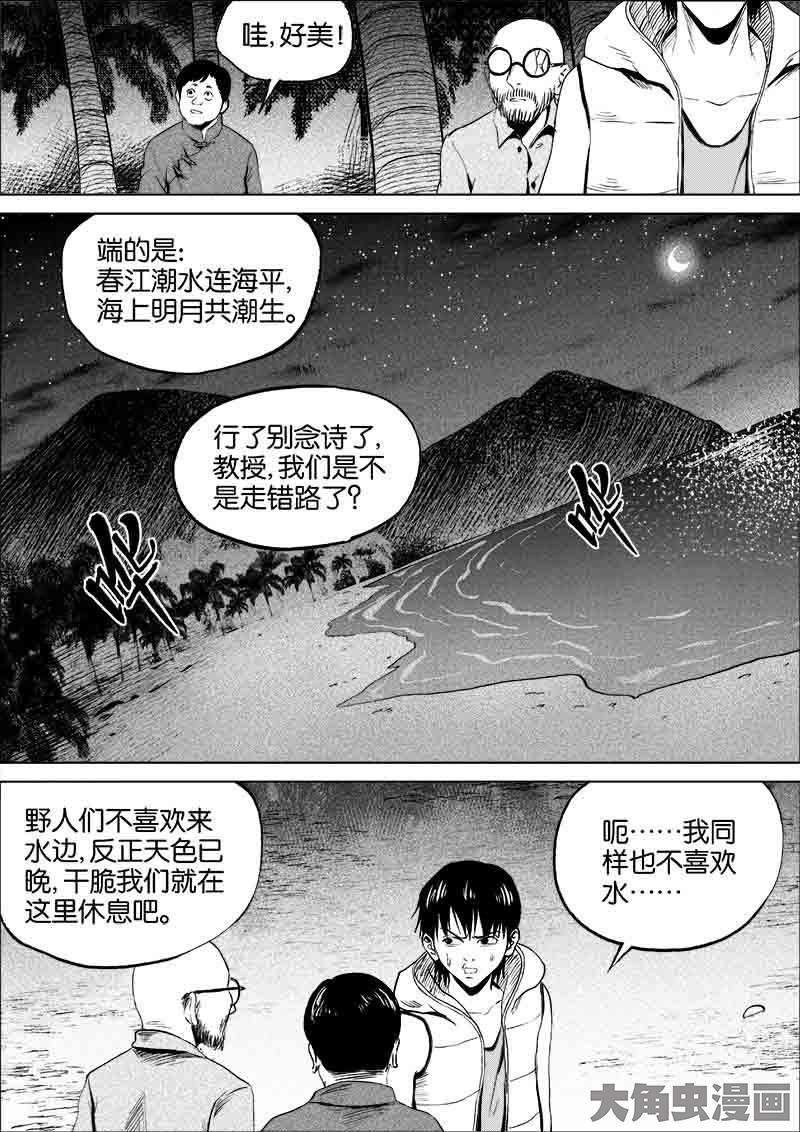 哇,好美！
端的是：
春江潮水连海平,
海上明月共潮生。
行了别念诗了,
教授,我们是不
是走错路了?
哗
哗
野人们不喜欢来
水边,反正天色已
晚,干脆我们就在
这里休息吧。
呃……我同
样也不喜欢
水……
大角虫漫画